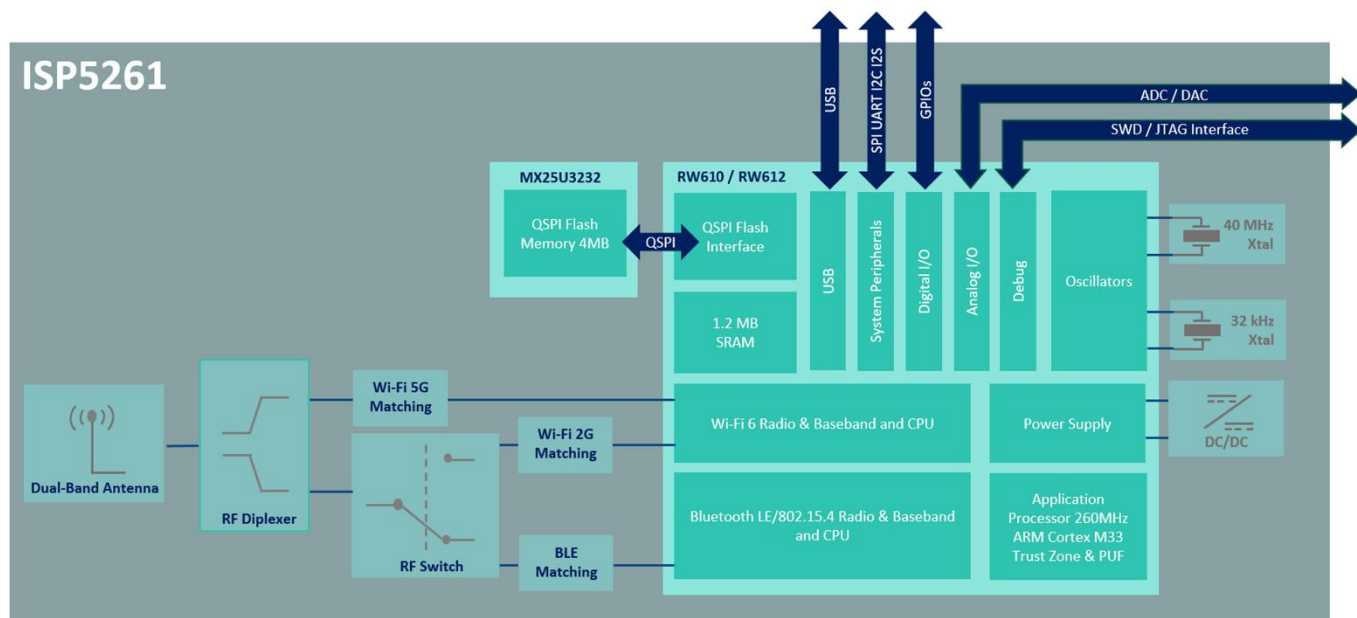 ISP5261
USB
SPI UART I2C I2S
GPIOs
ADC / DAC
SWD / JTAG Interface
MX25U3232
QSPI Flash
Memory 4MB
QSPI
RW610 / RW612
QSPI Flash
Interface
1.2 MB
SRAM
USB
System Peripherals
Digital I/O
Analog I/O
Debug
Oscillators
40 MHz
Xtal
32 kHz
Xtal
Wi-Fi 5G
Matching
Wi-Fi 2G
Matching
Wi-Fi 6 Radio & Baseband and CPU
Power Supply
DC/DC
Dual-Band Antenna
RF Diplexer
RF Switch
BLE
Matching
Bluetooth LE/802.15.4 Radio & Baseband
and CPU
Application
Processor 260MHz
ARM Cortex M33
Trust Zone & PUF